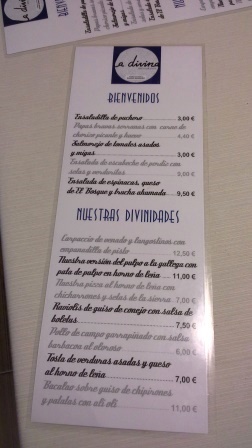 La divina
BIENVENIDOS
Ensaladilla de puchero 3,00 €
Papas bravas serranas con carne de
chorizo picante y huevo 4,40 €
Salmorejo de tomates asados
y migas 3,00 €
Ensalada de escabeche de perdiz con
setas y verduritas 8,00 €
Ensalada de espinacas, queso
de El Bosque y trucha ahumada 9,50 €
NUESTRAS DIVINIDADES
Carpaccio de venado y langostinos con
empanadilla de pisto 12,50 €
Nuestra versión del pulpo a la gallega con
pata de pulpo en horno de leña 11,00 €
Nuestra pizza al horno de leña con
chicharrones y salsa de la sierra 7,00 €
Raviolis de guiso de conejo con salsa de
boletus 7,50 €
Pollo de campo garrapiñado con salsa
barbacoa al oloroso 6,00 €
Tosta de verduras asadas y queso
al horno de leña 7,00 €
Bacalao sobre guiso de chipirones
y patatas con ali oli 11,00 €